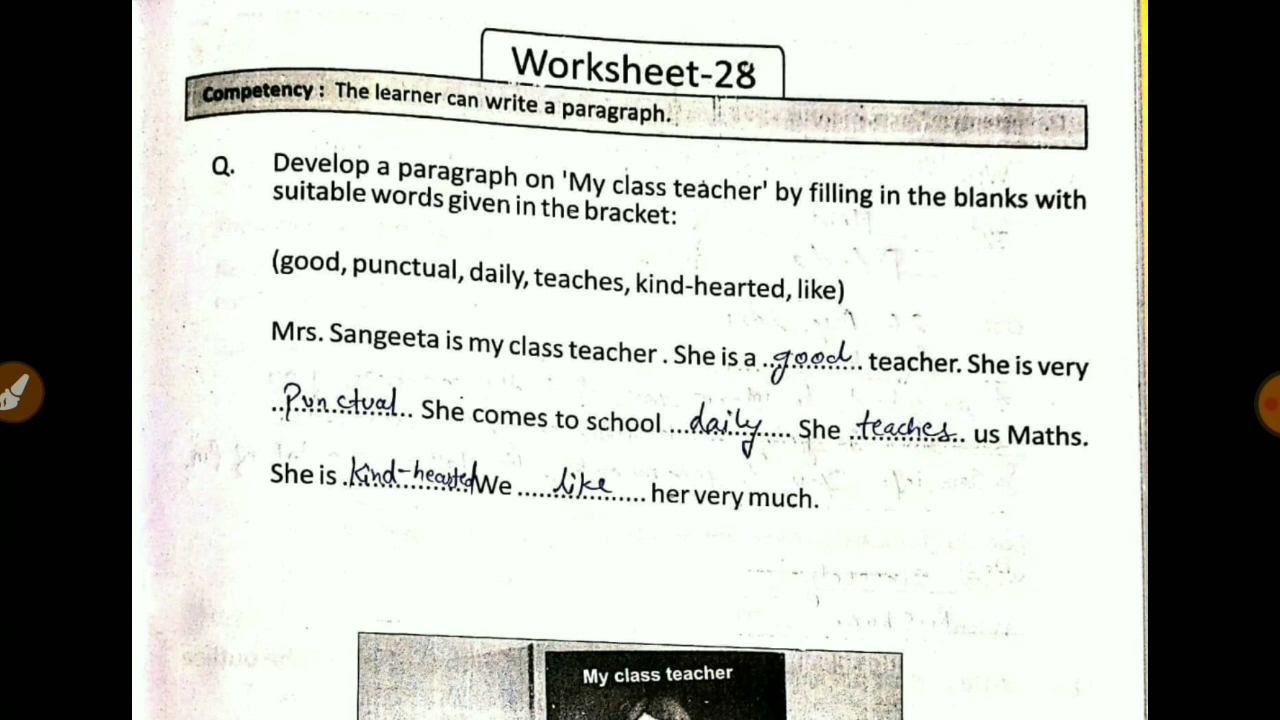 Worksheet-28
Competency : The learner can write a paragraph.
Q. Develop a paragraph on 'My class teacher' by filling in the blanks with
suitable words given in the bracket:
(good, punctual, daily, teaches, kind-hearted, like)
Mrs. Sangeeta is my class teacher . She is a ..good.. teacher. She is very
..Punctual.. She comes to school ...daily.... She ..teaches.. us Maths.
She is .Kind-hearted We ......like...... her very much.
My class teacher